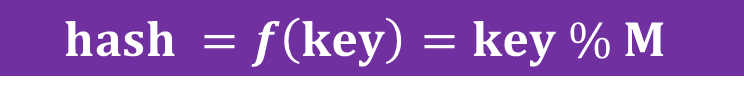 hash = f(key) = key % M